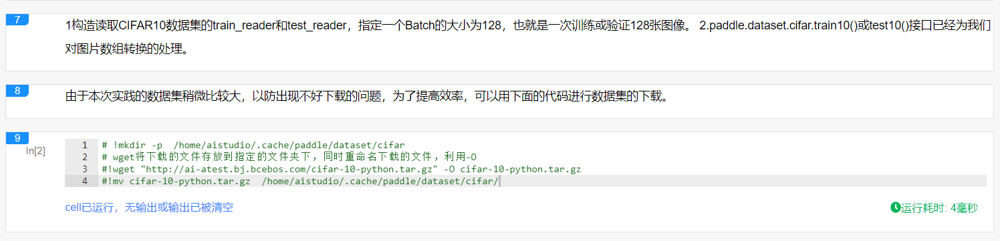 7
1构造读取CIFAR10数据集的train_reader和test_reader，指定一个Batch的大小为128，也就是一次训练或验证128张图像。 2.paddle.dataset.cifar.train10()或test10()接口已经为我们
对图片数组转换的处理。
8
由于本次实践的数据集稍微比较大，以防出现不好下载的问题，为了提高效率，可以用下面的代码进行数据集的下载。
9
In[2]
1 # !mkdir -p  /home/aistudio/.cache/paddle/dataset/cifar
2 # wget将下载的文件存放到指定的文件夹下，同时重命名下载的文件，利用-O
3 #!wget "http://ai-atest.bj.bcebos.com/cifar-10-python.tar.gz" -O cifar-10-python.tar.gz
4 #!mv cifar-10-python.tar.gz  /home/aistudio/.cache/paddle/dataset/cifar/
cell已运行，无输出或输出已被清空
运行耗时: 4毫秒